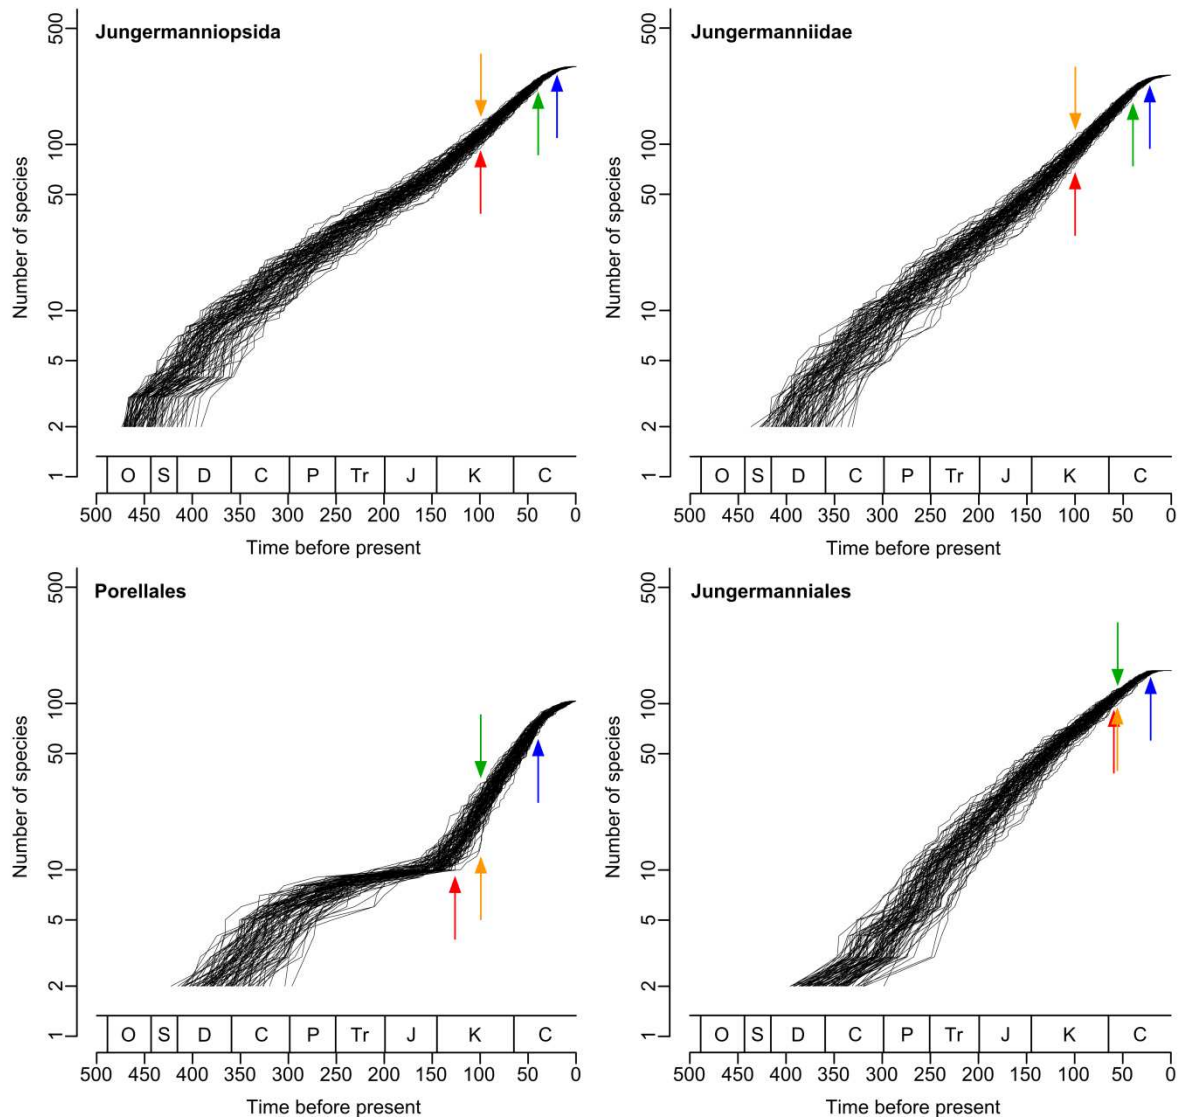 Jungermanniopsida
Number of species
500
100
50
10
5
2
1
O S D C P Tr J K C
500 450 400 350 300 250 200 150 100 50 0
Time before present
Jungermanniidae
Number of species
500
100
50
10
5
2
1
O S D C P Tr J K C
500 450 400 350 300 250 200 150 100 50 0
Time before present
Porellales
Number of species
500
100
50
10
5
2
1
O S D C P Tr J K C
500 450 400 350 300 250 200 150 100 50 0
Time before present
Jungermanniales
Number of species
500
100
50
10
5
2
1
O S D C P Tr J K C
500 450 400 350 300 250 200 150 100 50 0
Time before present